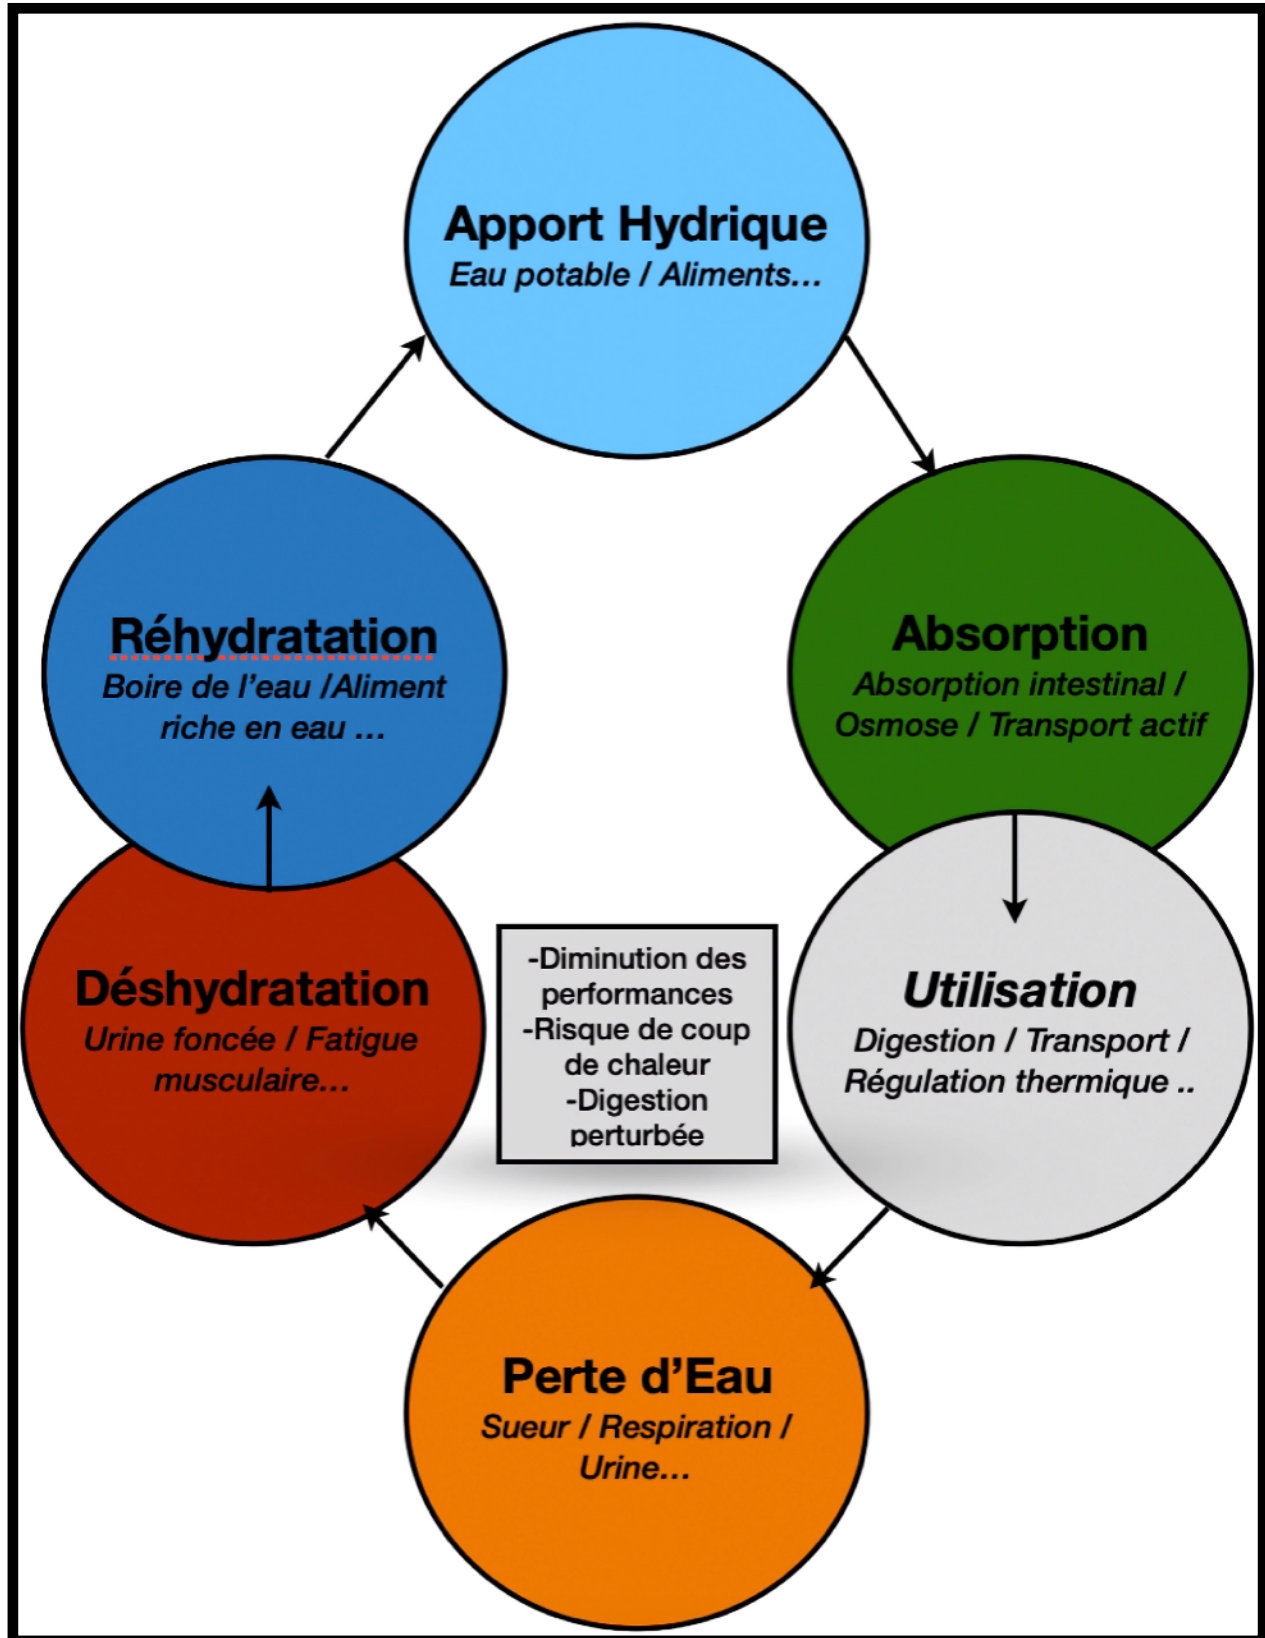 Apport Hydrique
Eau potable / Aliments...
Réhydratation
Boire de l'eau /Aliment
riche en eau ...
Absorption
Absorption intestinal /
Osmose / Transport actif
Déshydratation
Urine foncée / Fatigue
musculaire...
-Diminution des
performances
-Risque de coup
de chaleur
-Digestion
perturbée
Utilisation
Digestion / Transport /
Régulation thermique ..
Perte d'Eau
Sueur / Respiration /
Urine...